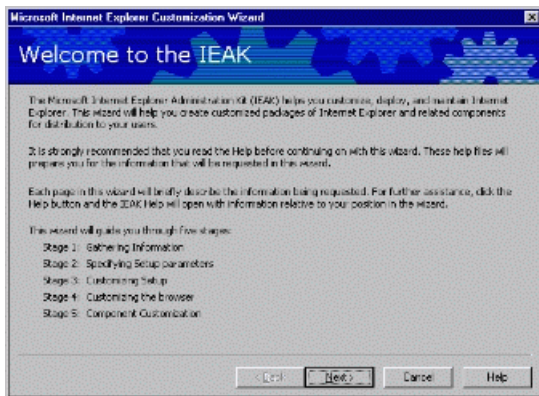 Microsoft Internet Explorer Customization Wizard
Welcome to the IEAK
The Microsoft Internet Explorer Administration Kit (IEAK) helps you customize, deploy, and maintain Internet
Explorer. This wizard will help you create customized packages of Internet Explorer and related components
for distribution to your users.
It is strongly recommended that you read the Help before continuing on with this wizard. These help files will
prepare you for the information that will be requested in this wizard.
Each page in this wizard will briefly describe the information being requested. For further assistance, click the
Help button and the IEAK Help will open with information relative to your position in the wizard.
This wizard will guide you through five stages:
Stage 1: Gathering Information
Stage 2: Specifying Setup parameters
Stage 3: Customizing Setup
Stage 4: Customizing the browser
Stage 5: Component Customization
< Back Next > Cancel Help